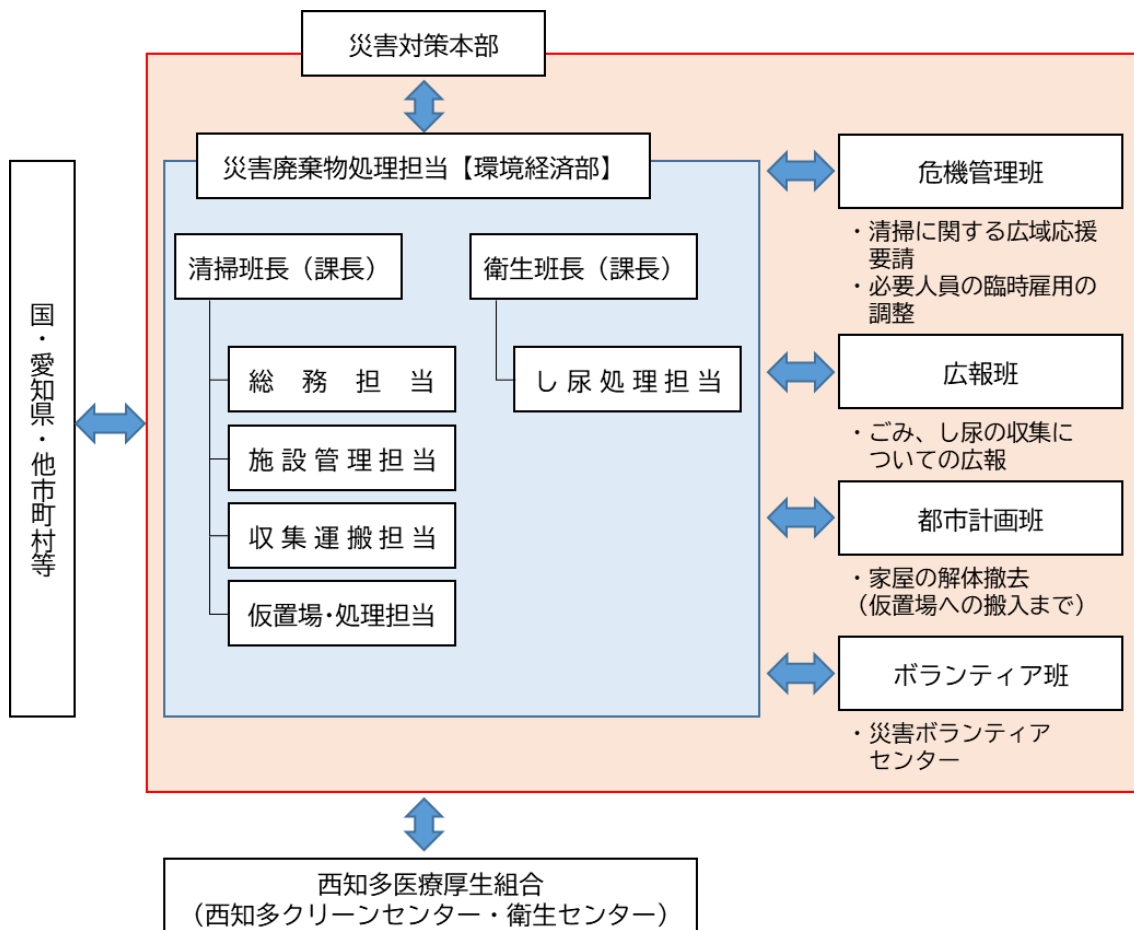 災害対策本部
災害廃棄物処理担当【環境経済部】
清掃班長（課長）
総務担当
施設管理担当
収集運搬担当
仮置場・処理担当
衛生班長（課長）
し尿処理担当
危機管理班
・清掃に関する広域応援
要請
・必要人員の臨時雇用の
調整
広報班
・ごみ、し尿の収集に
ついての広報
都市計画班
・家屋の解体撤去
（仮置場への搬入まで）
ボランティア班
・災害ボランティア
センター
国・愛知県・他市町村等
西知多医療厚生組合
（西知多クリーンセンター・衛生センター）